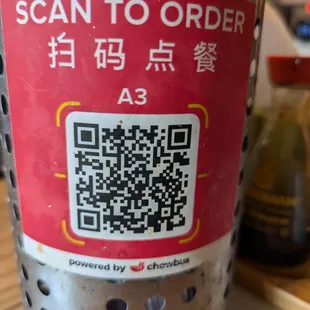 SCAN TO ORDER
扫码点餐
A3
powered by chowbus